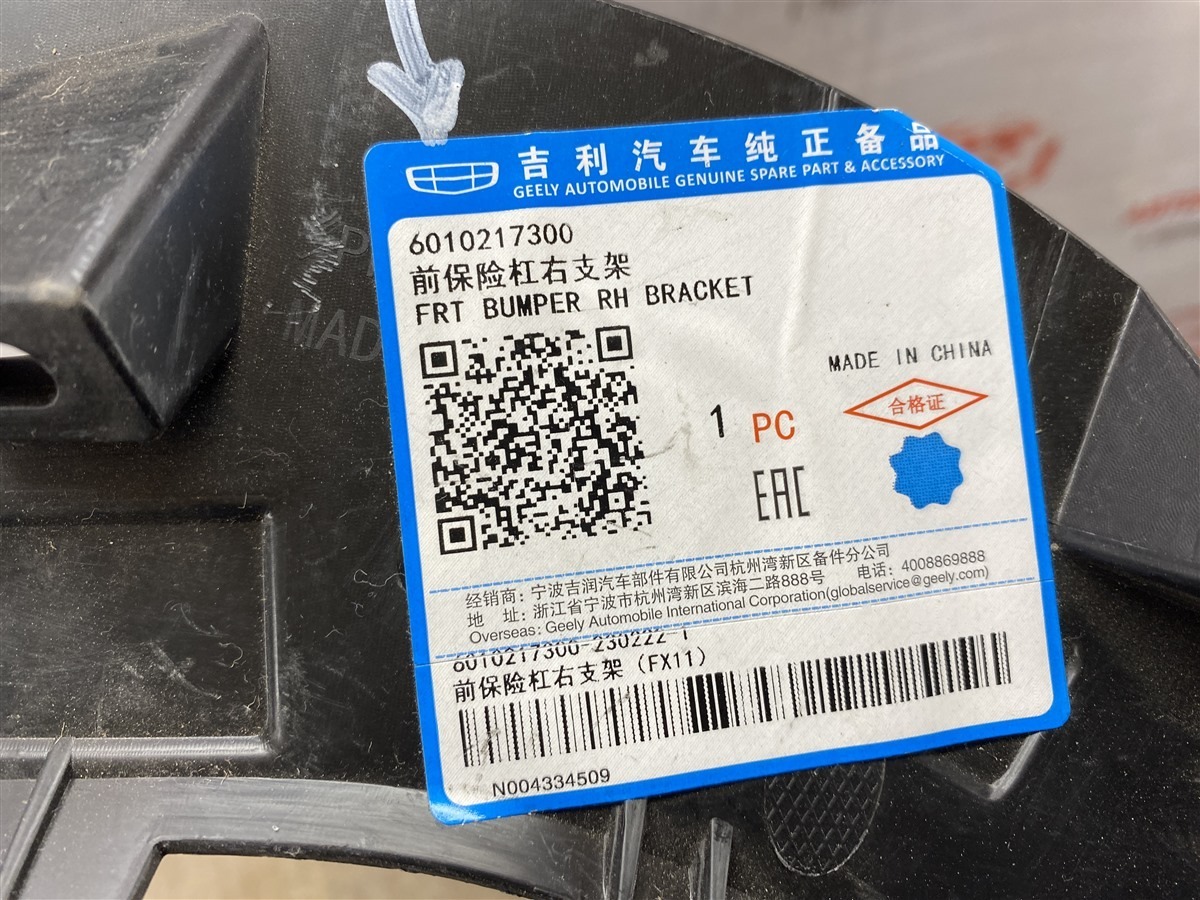 吉利汽车纯正备品
GEELY AUTOMOBILE GENUINE SPARE PART & ACCESSORY
6010217300
前保险杠右支架
FRT BUMPER RH BRACKET
MADE IN CHINA
合格证
1 PC
EAC
经销商：宁波吉润汽车部件有限公司杭州湾新区备件分公司
地 址：浙江省宁波市杭州湾新区滨海二路888号 电话：4008869888
Overseas: Geely Automobile International Corporation(globalservice@geely.com)
6010217300-230222-1
前保险杠右支架（FX11）
N004334509
MAD